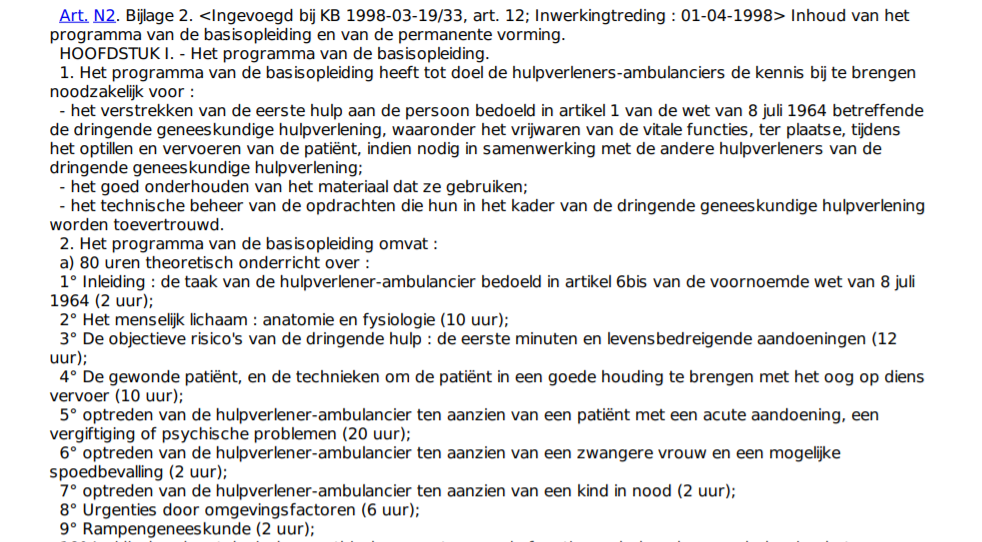 Art. N2. Bijlage 2. <Ingevoegd bij KB 1998-03-19/33, art. 12; Inwerkingtreding : 01-04-1998> Inhoud van het
programma van de basisopleiding en van de permanente vorming.
HOOFDSTUK I. - Het programma van de basisopleiding.
1. Het programma van de basisopleiding heeft tot doel de hulpverleners-ambulanciers de kennis bij te brengen
noodzakelijk voor :
- het verstrekken van de eerste hulp aan de persoon bedoeld in artikel 1 van de wet van 8 juli 1964 betreffende
de dringende geneeskundige hulpverlening, waaronder het vrijwaren van de vitale functies, ter plaatse, tijdens
het optillen en vervoeren van de patiënt, indien nodig in samenwerking met de andere hulpverleners van de
dringende geneeskundige hulpverlening;
- het goed onderhouden van het materiaal dat ze gebruiken;
- het technische beheer van de opdrachten die hun in het kader van de dringende geneeskundige hulpverlening
worden toevertrouwd.
2. Het programma van de basisopleiding omvat :
a) 80 uren theoretisch onderricht over :
1° Inleiding : de taak van de hulpverlener-ambulancier bedoeld in artikel 6bis van de voornoemde wet van 8 juli
1964 (2 uur);
2° Het menselijk lichaam : anatomie en fysiologie (10 uur);
3° De objectieve risico's van de dringende hulp : de eerste minuten en levensbedreigende aandoeningen (12
uur);
4° De gewonde patiënt, en de technieken om de patiënt in een goede houding te brengen met het oog op diens
vervoer (10 uur);
5° optreden van de hulpverlener-ambulancier ten aanzien van een patiënt met een acute aandoening, een
vergiftiging of psychische problemen (20 uur);
6° optreden van de hulpverlener-ambulancier ten aanzien van een zwangere vrouw en een mogelijke
spoedbevalling (2 uur);
7° optreden van de hulpverlener-ambulancier ten aanzien van een kind in nood (2 uur);
8° Urgenties door omgevingsfactoren (6 uur);
9° Rampengeneeskunde (2 uur);